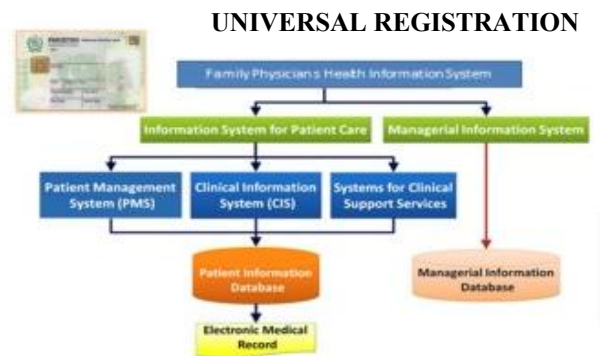 UNIVERSAL REGISTRATION
PAKISTAN
Family Physicians Health Information System
Information System for Patient Care
Managerial Information System
Patient Management
System (PMS)
Clinical Information
System (CIS)
Systems for Clinical
Support Services
Patient Information
Database
Managerial Information
Database
Electronic Medical
Record